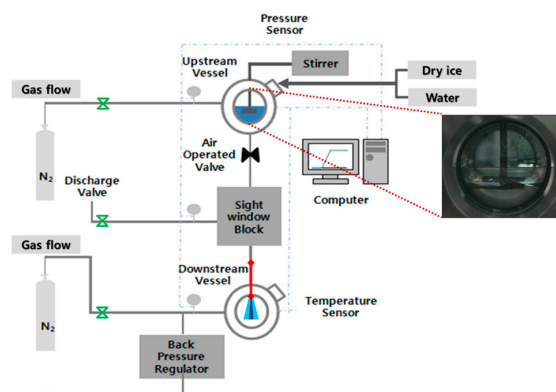 Pressure
Sensor
Gas flow
Upstream
Vessel
Stirrer
Dry ice
Water
N2
Air
Operated
Valve
Discharge
Valve
Computer
Sight
window
Block
Gas flow
Downstream
Vessel
Temperature
Sensor
N2
Back
Pressure
Regulator